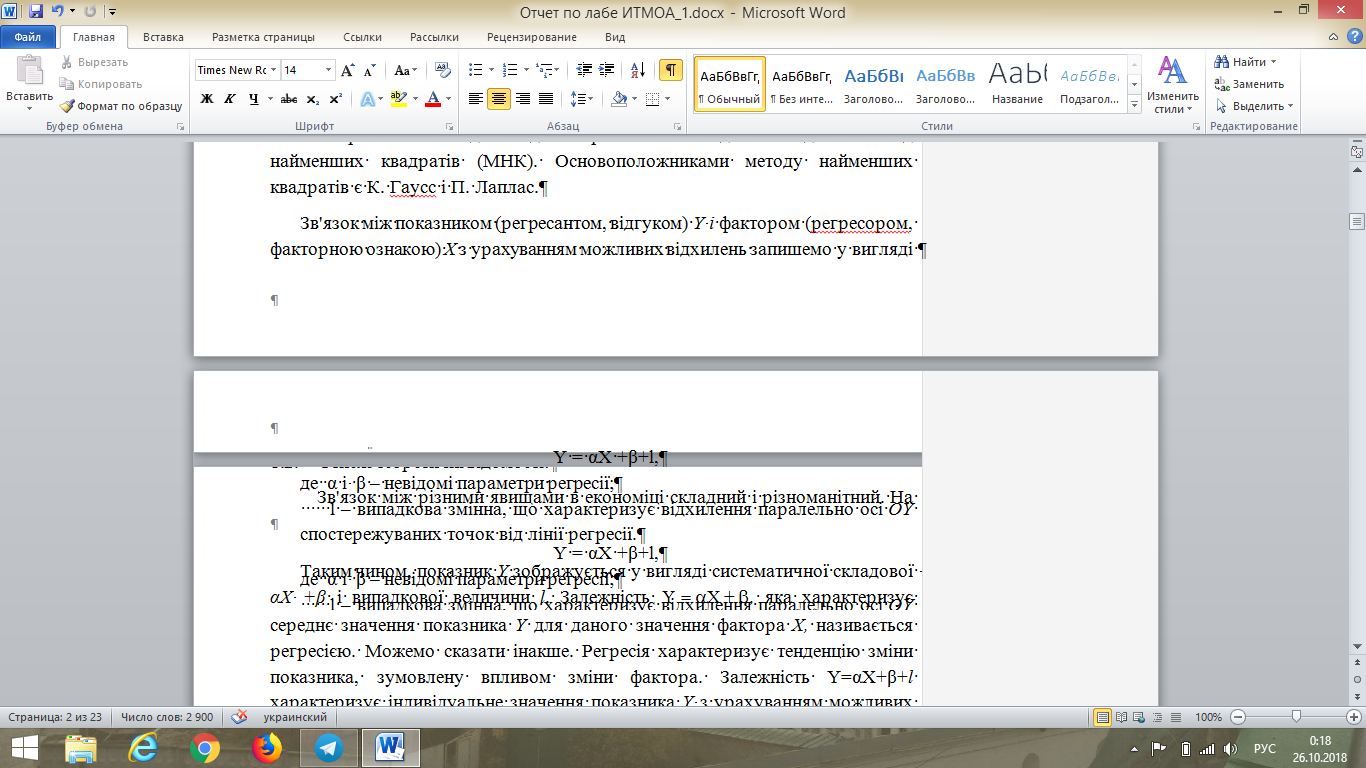 Отчет по лабе ИТМОА_1.docx - Microsoft Word
Файл Главная Вставка Разметка страницы Ссылки Рассылки Рецензирование Вид
Вставить
Вырезать
Копировать
Формат по образцу
Буфер обмена
Times New Rc 14
Ж К Ч abc x₂ x²
Шрифт
Абзац
АаБбВвГг, АаБбВвГг, АаБбВı АаБбВв АаБ АаБбВвı
¶ Обычный ¶ Без инте... Заголово... Заголово... Название Подзагол...
Стили
Изменить стили
Найти
Заменить
Выделить
Редактирование
найменших квадратів (МНК). Основоположниками методу найменших
квадратів є К. Гаусс і П. Лаплас.¶
Зв'язок між показником (регресантом, відгуком) Y і фактором (регресором,
факторною ознакою) X з урахуванням можливих відхилень запишемо у вигляді ¶
¶
¶
Y = αX +β+l,¶
де α і β – невідомі параметри регресії;¶
Зв'язок між різними явищами в економіці складний і різноманітний. На
l – випадкова змінна, що характеризує відхилення паралельно осі OY
¶
спостережуваних точок від лінії регресії.¶
Y = αX +β+l,¶
Таким чином, показник Y зображується у вигляді систематичної складової
де α і β – невідомі параметри регресії;¶
αX +β і випадкової величини l. Залежність Y = αX + β, яка характеризує
l – випадкова змінна, що характеризує відхилення паралельно осі OY
середнє значення показника Y для даного значення фактора X, називається
регресією. Можемо сказати інакше. Регресія характеризує тенденцію зміни
показника, зумовлену впливом зміни фактора. Залежність Y=αX+β+l
характеризує індивідуальне значення показника Y з урахуванням можливих
Страница: 2 из 23 Число слов: 2 900 украинский 100%
РУС
0:18
26.10.2018